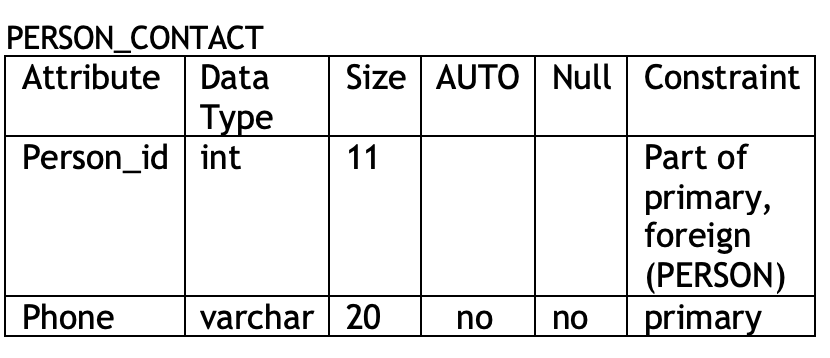 PERSON_CONTACT
Attribute Data Type Size AUTO Null Constraint
Person_id int 11 Part of primary, foreign (PERSON)
Phone varchar 20 no no primary